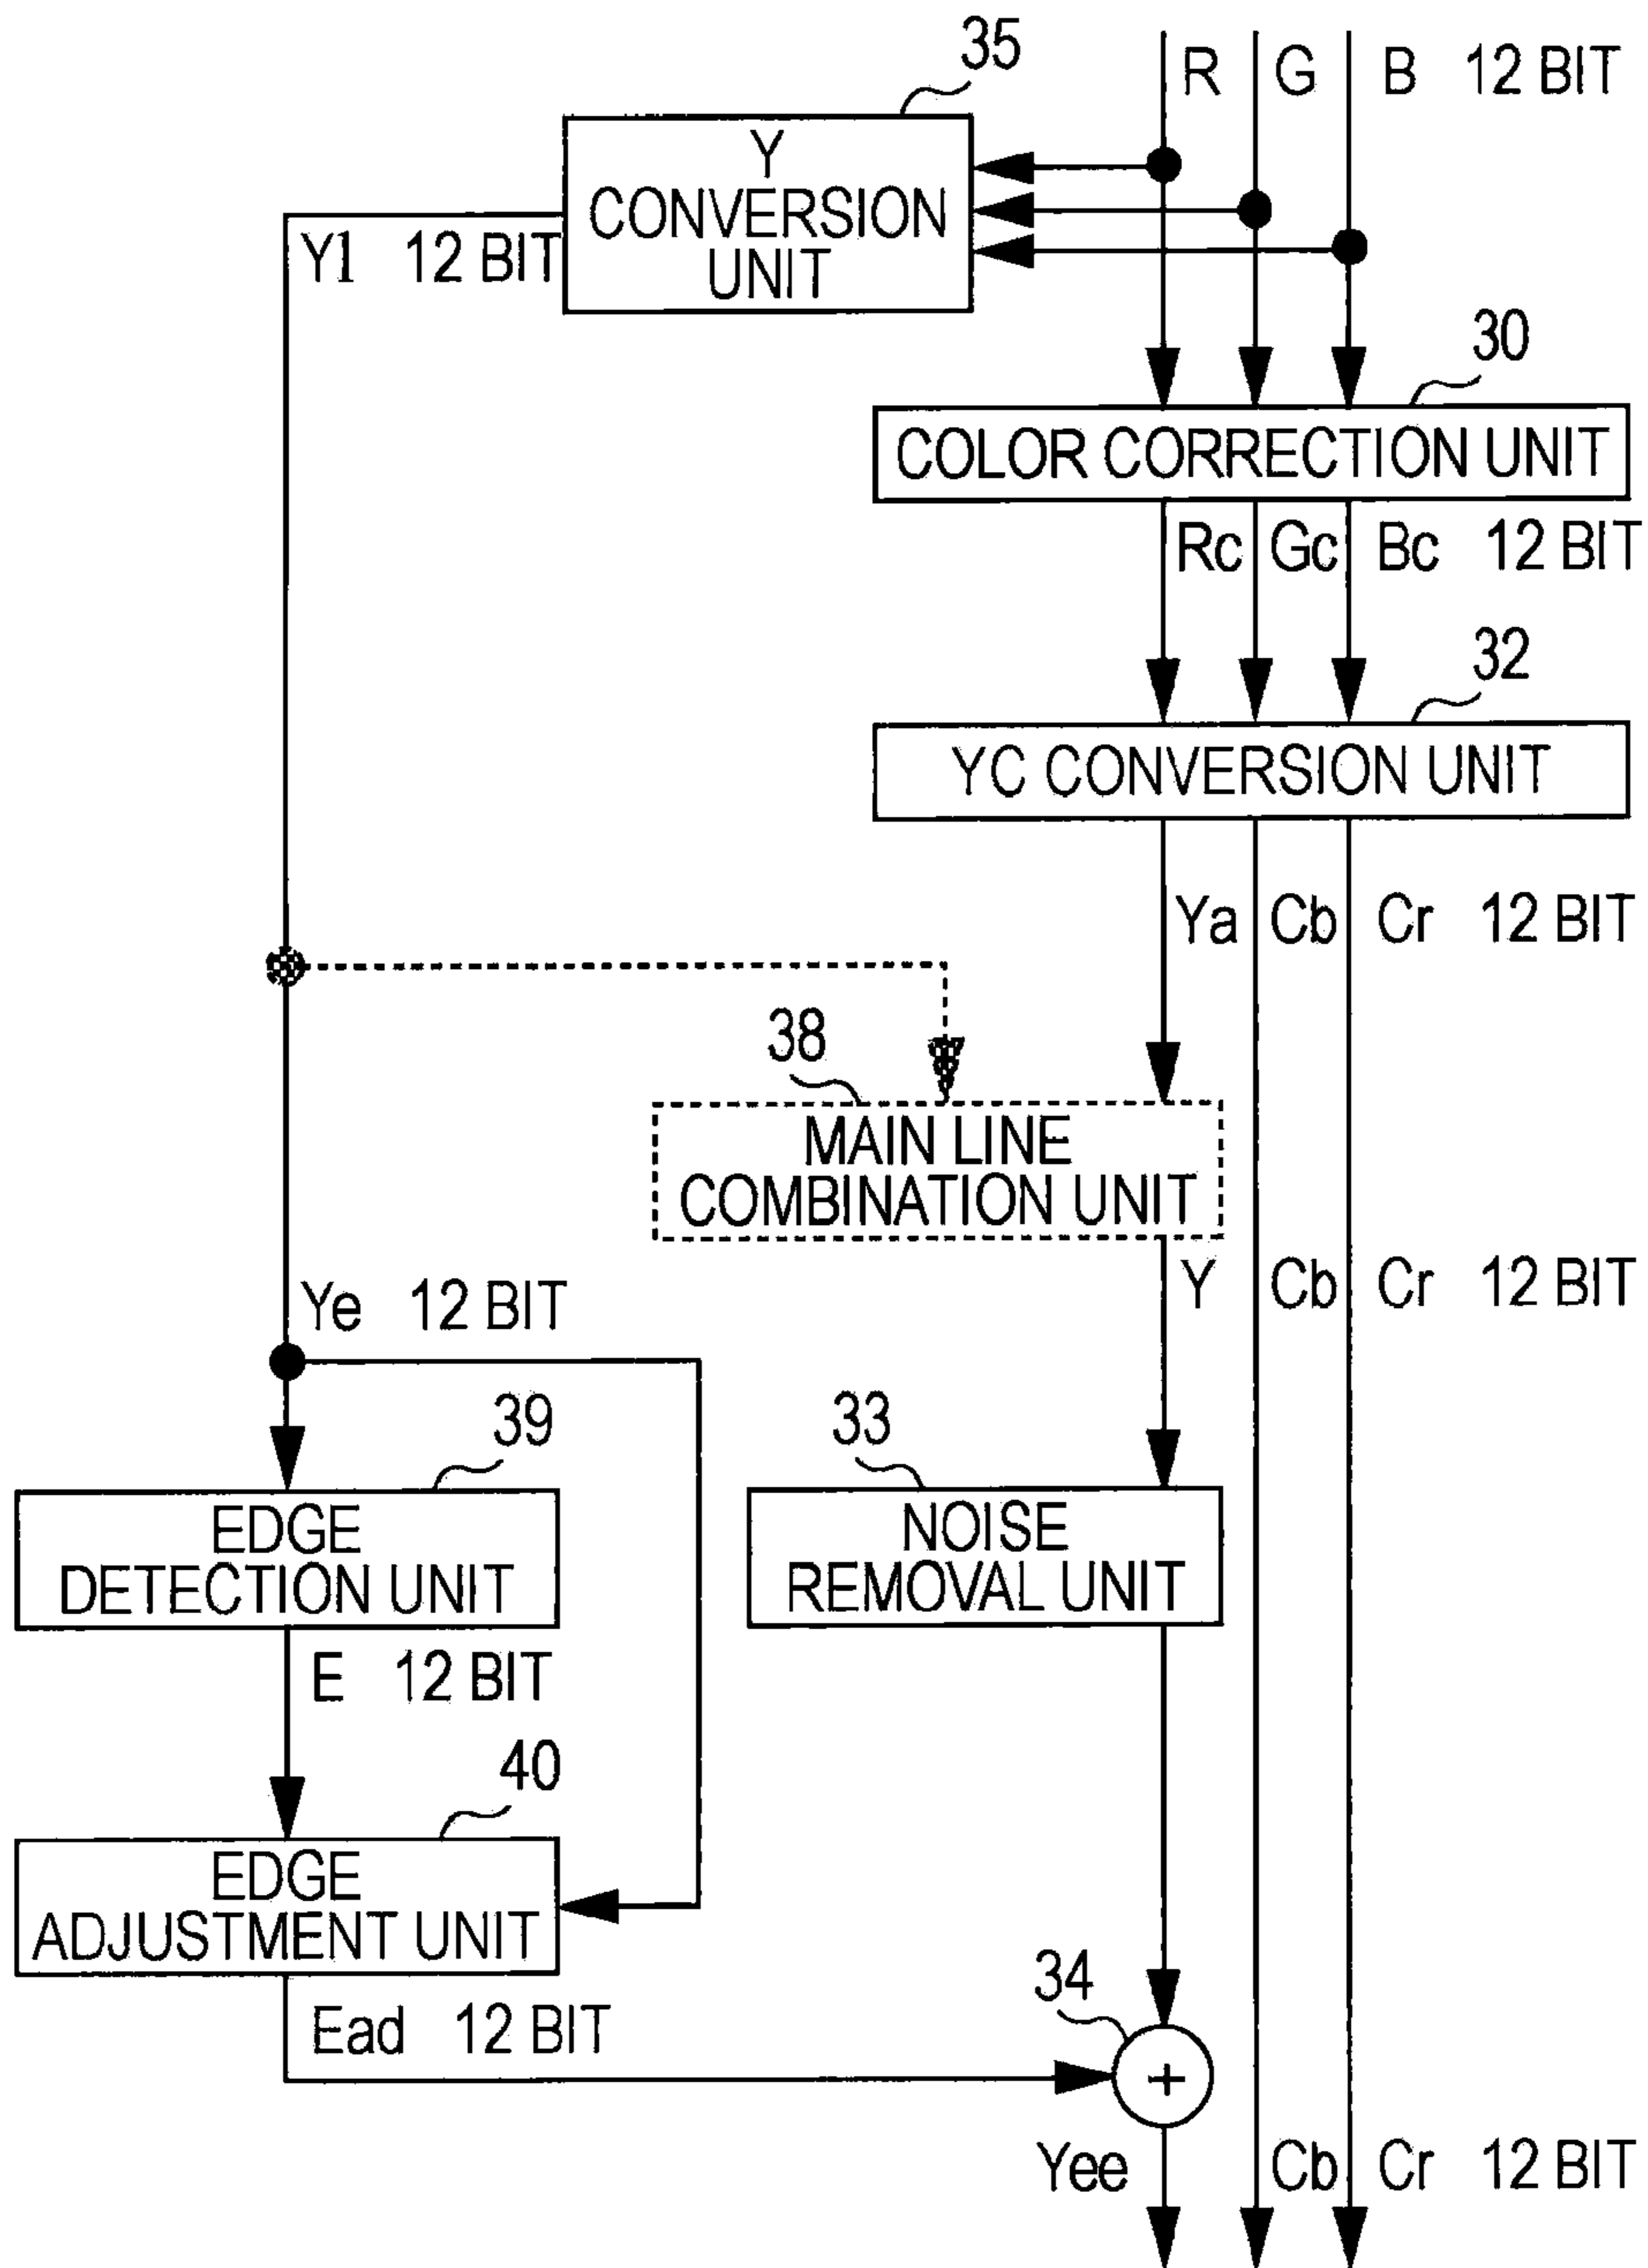 35
R G B 12 BIT
Y
CONVERSION
UNIT
Y1 12 BIT
30
COLOR CORRECTION UNIT
Rc Gc Bc 12 BIT
32
YC CONVERSION UNIT
Ya Cb Cr 12 BIT
38
MAIN LINE
COMBINATION UNIT
Y Cb Cr 12 BIT
Ye 12 BIT
39
EDGE
DETECTION UNIT
33
NOISE
REMOVAL UNIT
E 12 BIT
40
EDGE
ADJUSTMENT UNIT
34
Ead 12 BIT
+
Yee Cb Cr 12 BIT